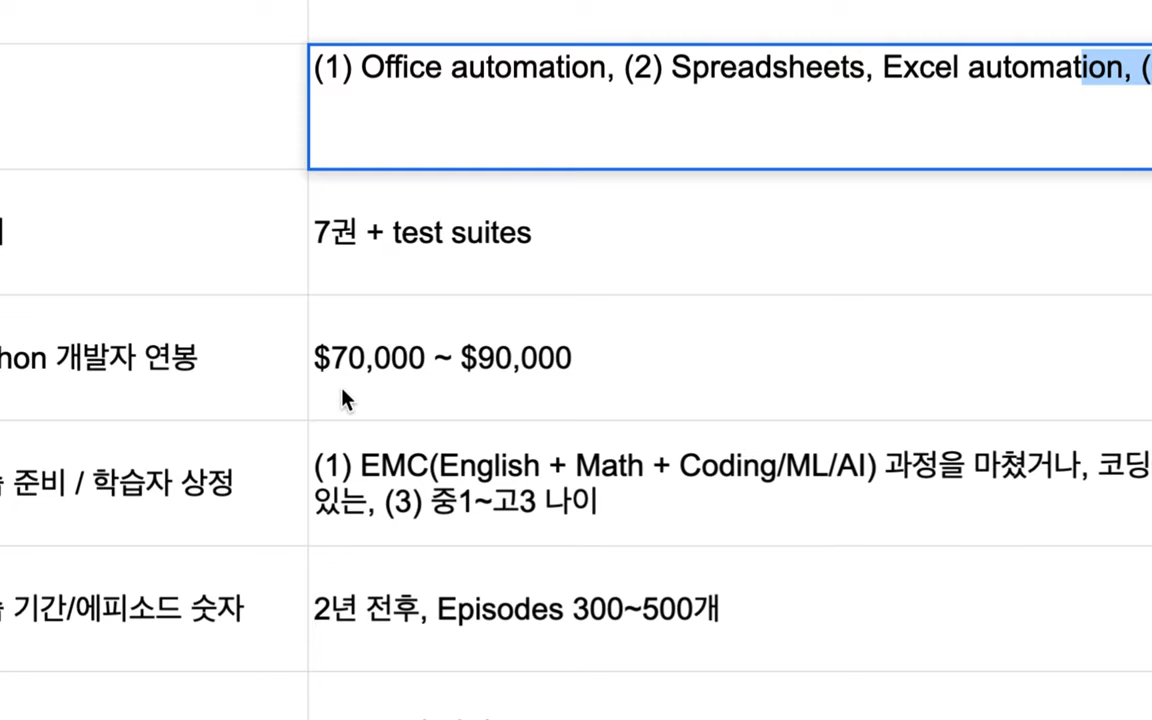 (1) Office automation, (2) Spreadsheets, Excel automation, (
7권 + test suites
hon 개발자 연봉
$70,000 ~ $90,000
준비 / 학습자 상정
(1) EMC(English + Math + Coding/ML/AI) 과정을 마쳤거나, 코딩
있는, (3) 중1~고3 나이
기간/에피소드 숫자
2년 전후, Episodes 300~500개